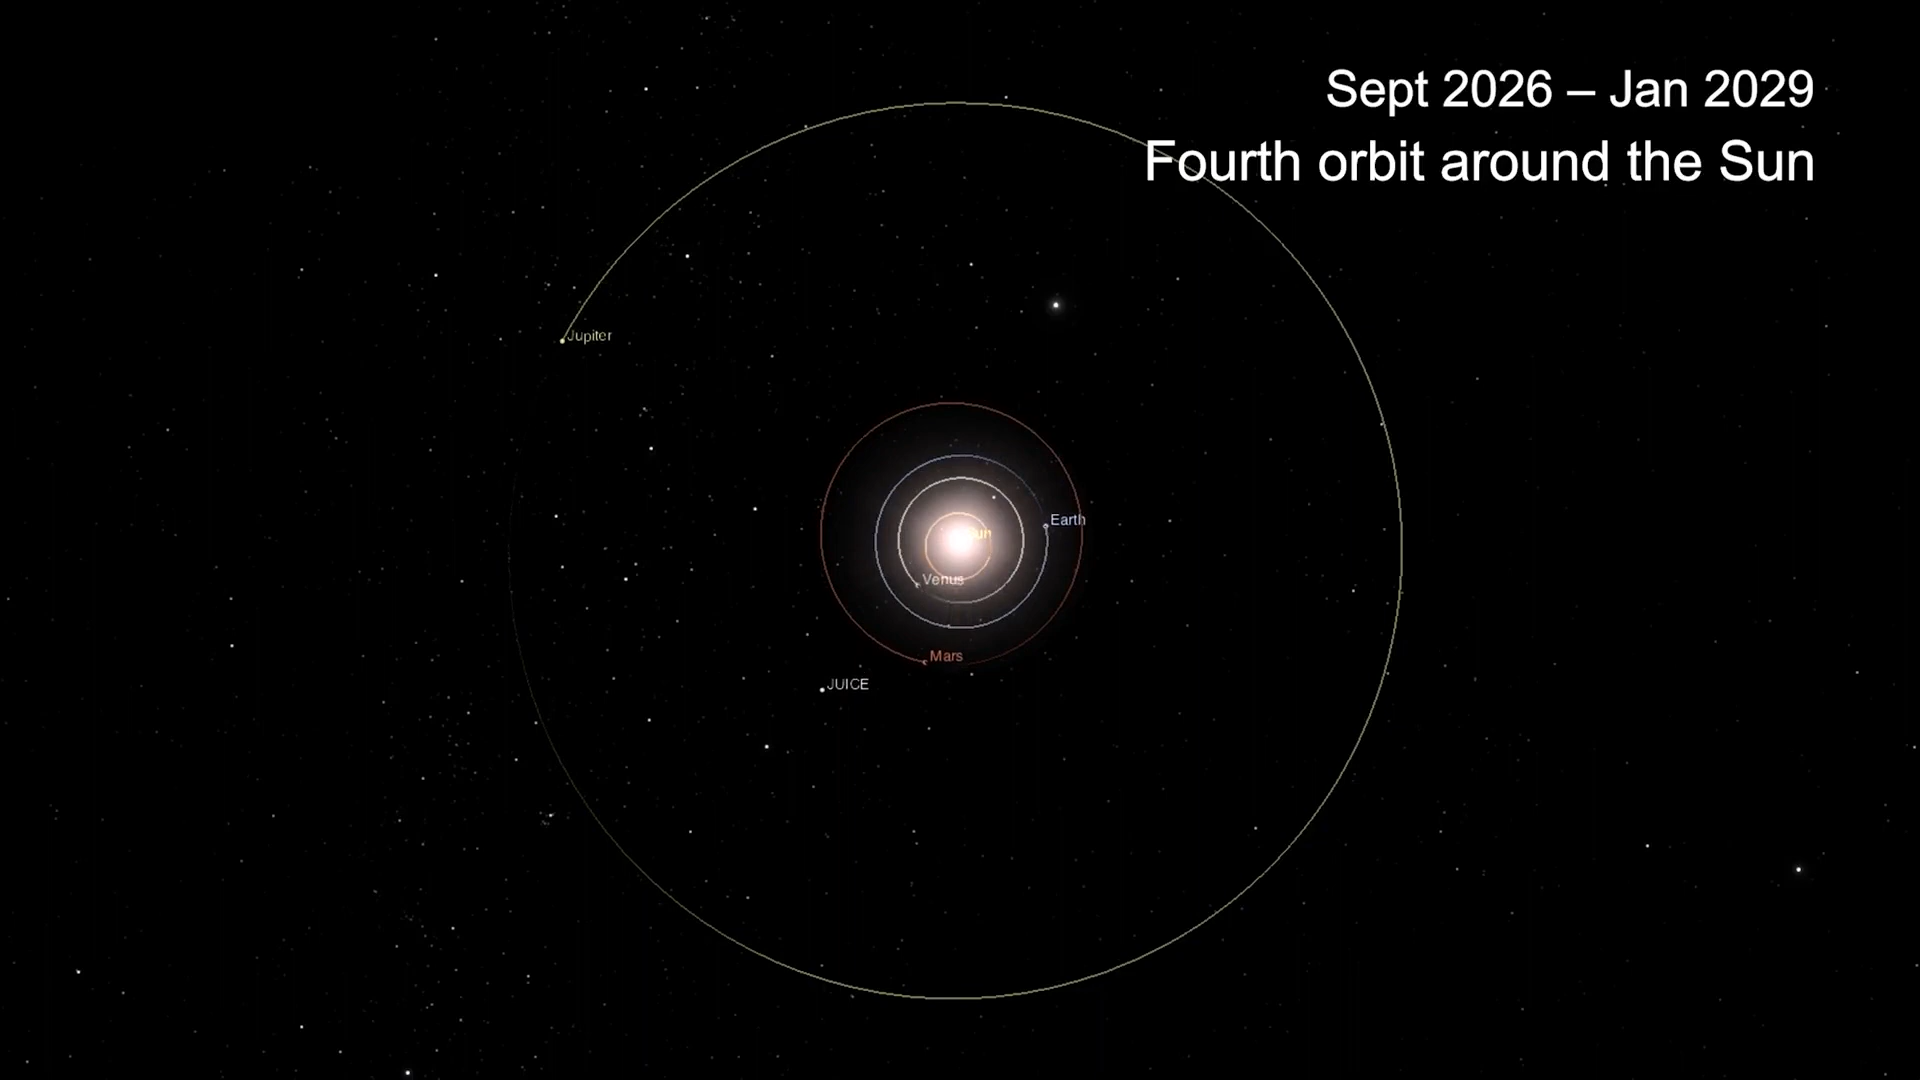 Sept 2026 – Jan 2029
Fourth orbit around the Sun
Jupiter
Earth
Venus
Mars
JUICE